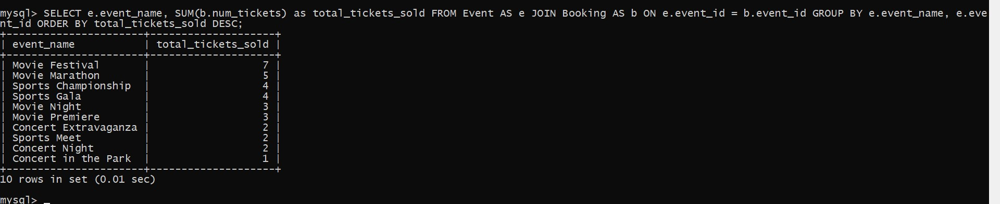 mysql> SELECT e.event_name, SUM(b.num_tickets) as total_tickets_sold FROM Event AS e JOIN Booking AS b ON e.event_id = b.event_id GROUP BY e.event_name, e.eve
nt_id ORDER BY total_tickets_sold DESC;
+----------------------+--------------------+
| event_name           | total_tickets_sold |
+----------------------+--------------------+
| Movie Festival       |                  7 |
| Movie Marathon       |                  5 |
| Sports Championship  |                  4 |
| Sports Gala          |                  4 |
| Movie Night          |                  3 |
| Movie Premiere       |                  3 |
| Concert Extravaganza |                  2 |
| Sports Meet          |                  2 |
| Concert Night        |                  2 |
| Concert in the Park  |                  1 |
+----------------------+--------------------+
10 rows in set (0.01 sec)
mysql> _